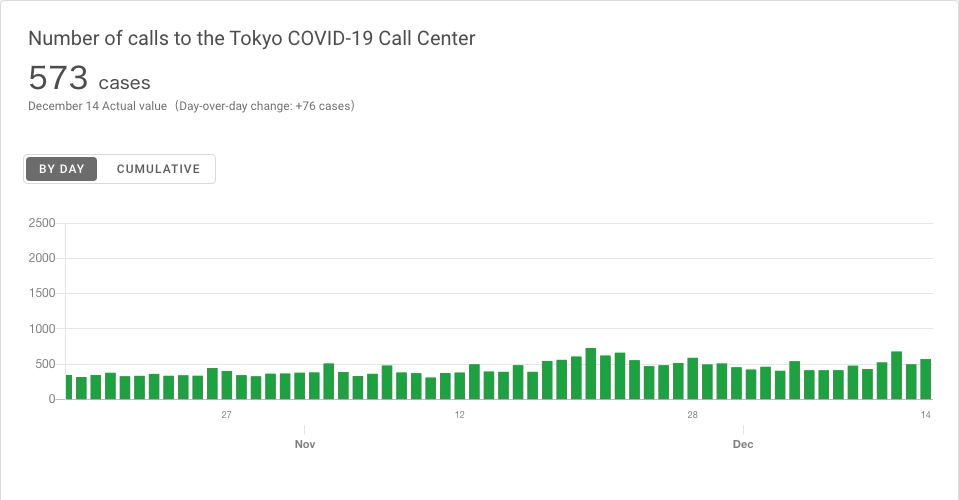 Number of calls to the Tokyo COVID-19 Call Center
573 cases
December 14 Actual value (Day-over-day change: +76 cases)
BY DAY CUMULATIVE
2500
2000
1500
1000
500
0
27 12 28 14
Nov Dec